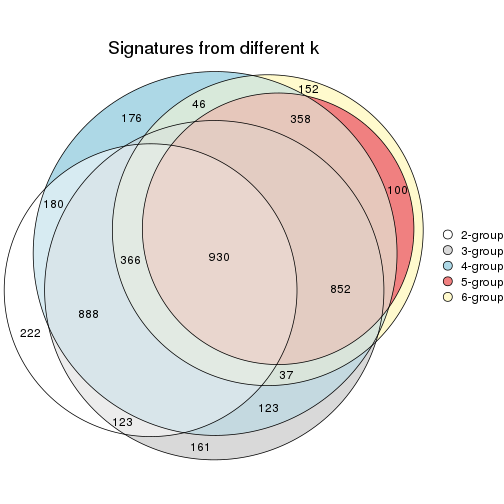 Signatures from different k
152
46
358
176
100
180
930
366
852
888
222
37
123
123
161
2-group
3-group
4-group
5-group
6-group